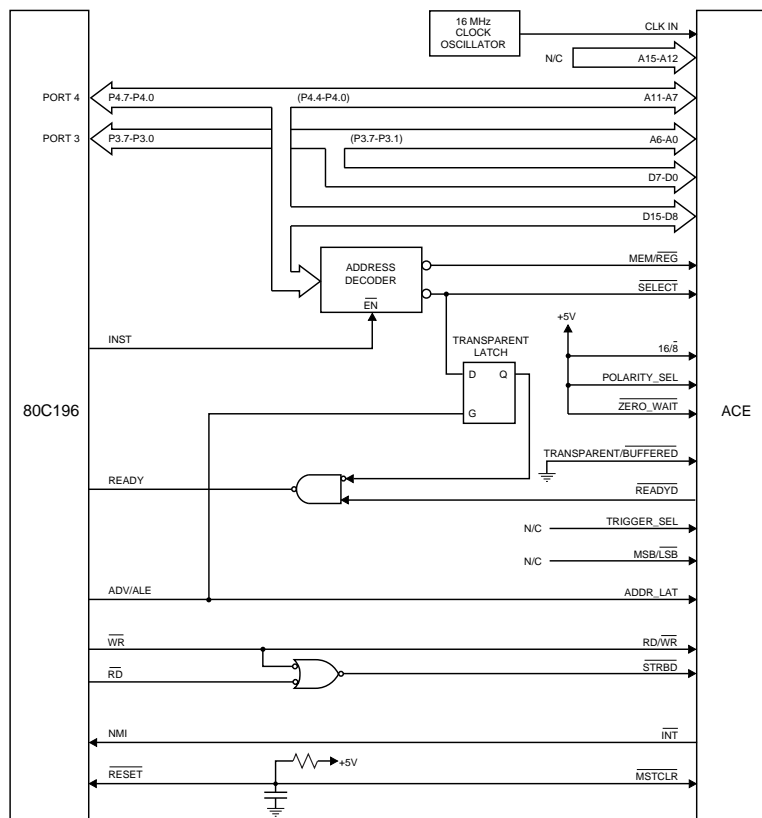 16 MHz
CLOCK
OSCILLATOR
CLK IN
N/C
A15-A12
PORT 4
P4.7-P4.0
(P4.4-P4.0)
A11-A7
PORT 3
P3.7-P3.0
(P3.7-P3.1)
A6-A0
D7-D0
D15-D8
ADDRESS
DECODER
EN
MEM/REG
SELECT
INST
+5V
TRANSPARENT
LATCH
16/8
D
Q
G
POLARITY_SEL
80C196
ZERO_WAIT
ACE
TRANSPARENT/BUFFERED
READY
READYD
N/C
TRIGGER_SEL
N/C
MSB/LSB
ADV/ALE
ADDR_LAT
WR
RD/WR
RD
STRBD
NMI
INT
+5V
RESET
MSTCLR